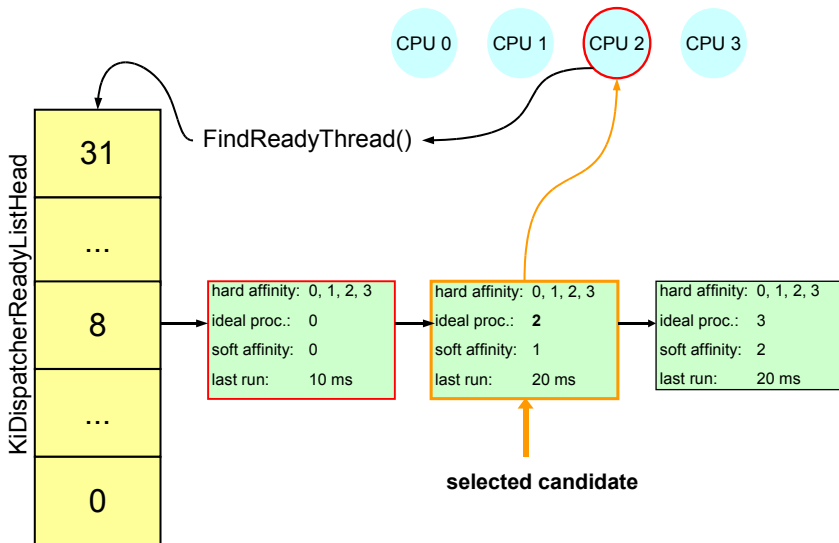 CPU 0 CPU 1 CPU 2 CPU 3
FindReadyThread()
KiDispatcherReadyListHead
31
...
8
...
0
hard affinity: 0, 1, 2, 3
ideal proc.: 0
soft affinity: 0
last run: 10 ms
hard affinity: 0, 1, 2, 3
ideal proc.: 2
soft affinity: 1
last run: 20 ms
hard affinity: 0, 1, 2, 3
ideal proc.: 3
soft affinity: 2
last run: 20 ms
selected candidate